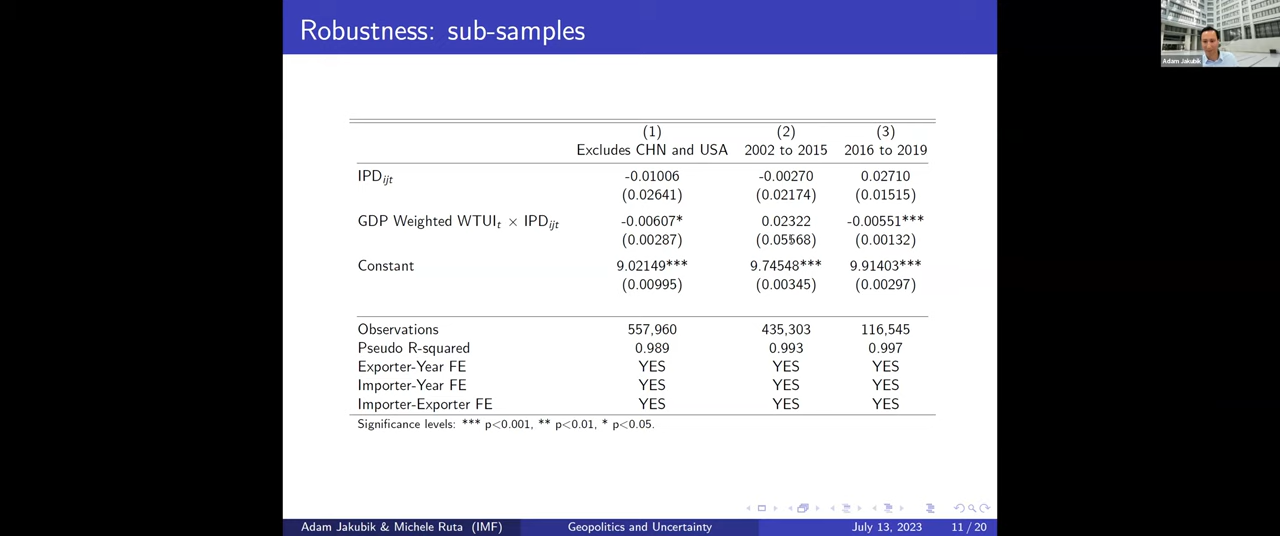 Robustness: sub-samples
Adam Jakubik
(1) (2) (3)
Excludes CHN and USA 2002 to 2015 2016 to 2019
IPDijt -0.01006 -0.00270 0.02710
(0.02641) (0.02174) (0.01515)
GDP Weighted WTUIt × IPDijt -0.00607* 0.02322 -0.00551***
(0.00287) (0.05568) (0.00132)
Constant 9.02149*** 9.74548*** 9.91403***
(0.00995) (0.00345) (0.00297)
Observations 557,960 435,303 116,545
Pseudo R-squared 0.989 0.993 0.997
Exporter-Year FE YES YES YES
Importer-Year FE YES YES YES
Importer-Exporter FE YES YES YES
Significance levels: *** p<0.001, ** p<0.01, * p<0.05.
Adam Jakubik & Michele Ruta (IMF) Geopolitics and Uncertainty July 13, 2023 11 / 20